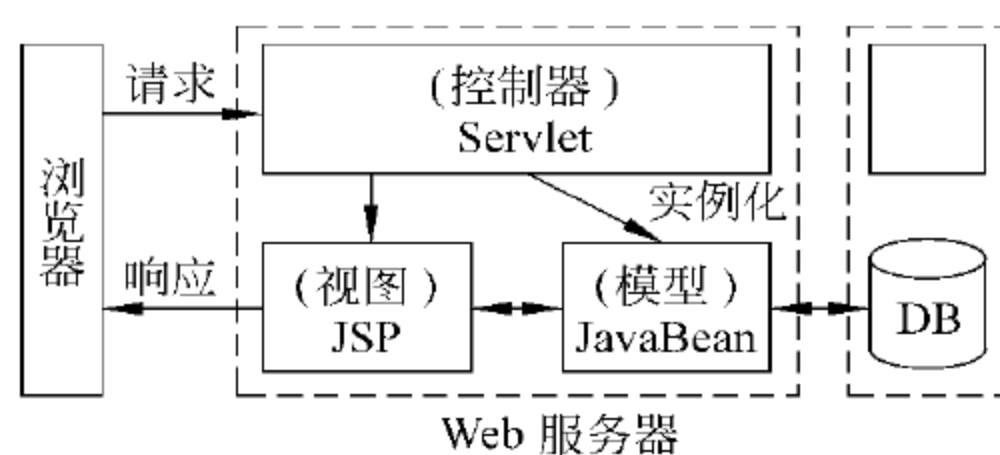 请求
(控制器)
Servlet
浏览器
实例化
响应
(视图)
JSP
(模型)
JavaBean
DB
Web 服务器